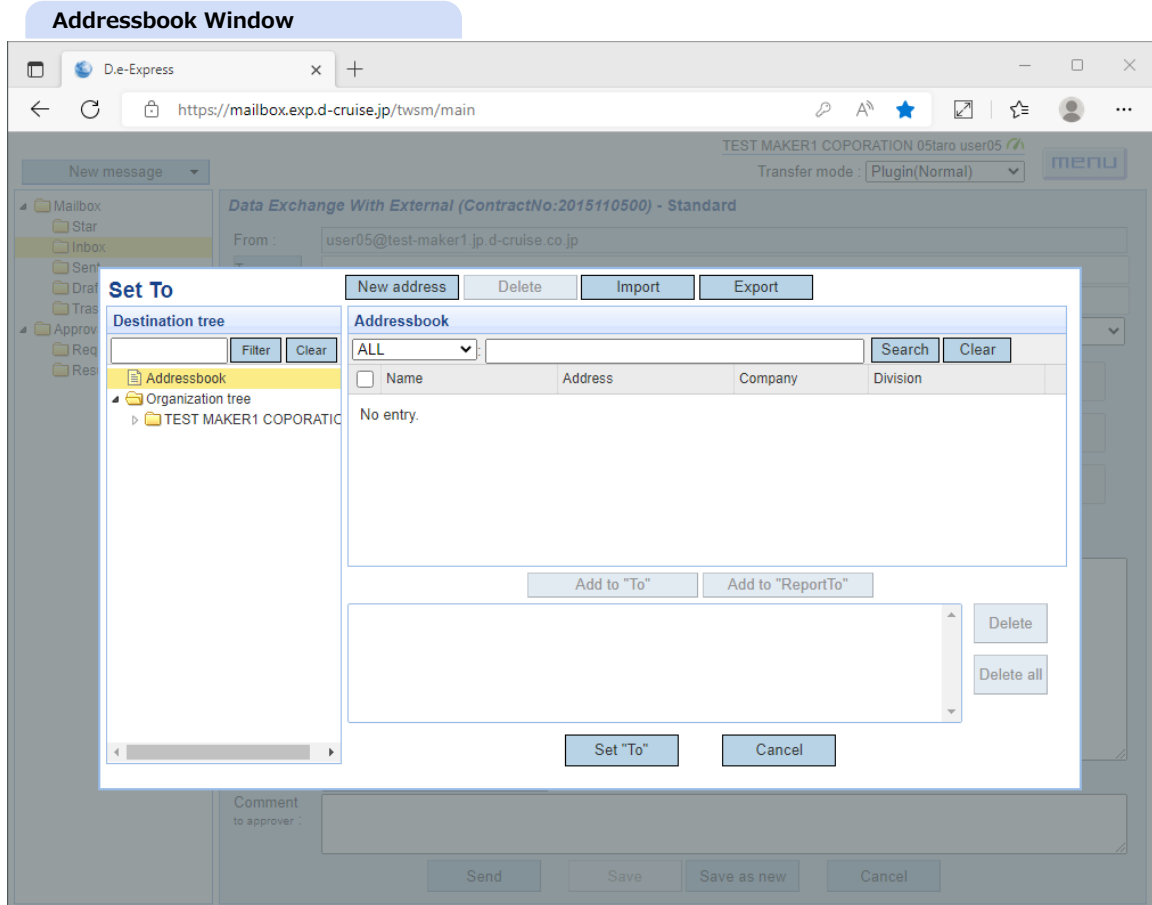 Addressbook Window
D.e-Express
https://mailbox.exp.d-cruise.jp/twsm/main
TEST MAKER1 COPORATION 05taro user05
New message
Transfer mode : Plugin(Normal)
menu
Mailbox
Star
Inbox
Sent
Draf
Tras
Approv
Req
Res
Data Exchange With External (ContractNo:2015110500) - Standard
From :
user05@test-maker1.jp.d-cruise.co.jp
Set To
New address
Delete
Import
Export
Destination tree
Addressbook
Filter
Clear
ALL
:
Search
Clear
Addressbook
Organization tree
TEST MAKER1 COPORATIO
Name
Address
Company
Division
No entry.
Add to "To"
Add to "ReportTo"
Delete
Delete all
Set "To"
Cancel
Comment
to approver :
Send
Save
Save as new
Cancel